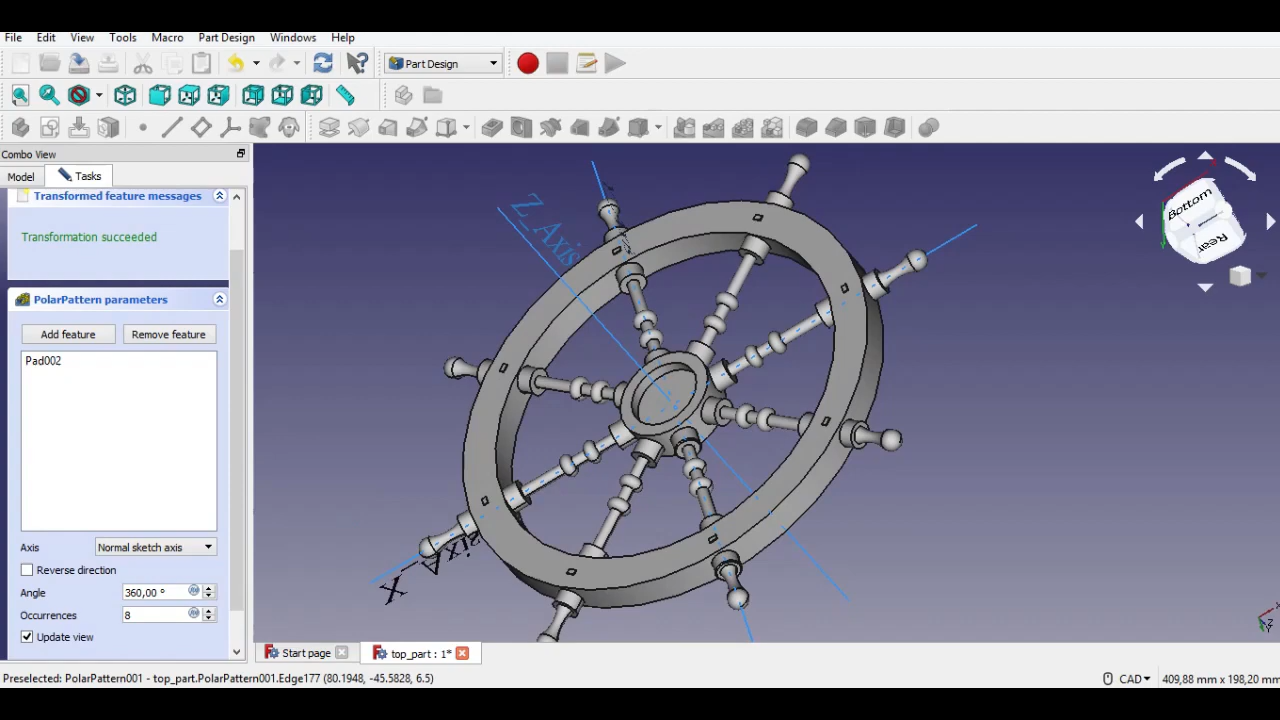 File Edit View Tools Macro Part Design Windows Help
Part Design
Combo View
Model Tasks
Transformed feature messages
Transformation succeeded
PolarPattern parameters
Add feature Remove feature
Pad002
Axis Normal sketch axis
Reverse direction
Angle 360,00 °
Occurrences 8
Update view
Z_Axis
X_Axis
Bottom
Rear
X
Z
Y
Start page top_part : 1*
Preselected: PolarPattern001 - top_part.PolarPattern001.Edge177 (80.1948, -45.5828, 6.5) CAD 409,88 mm x 198,20 mm